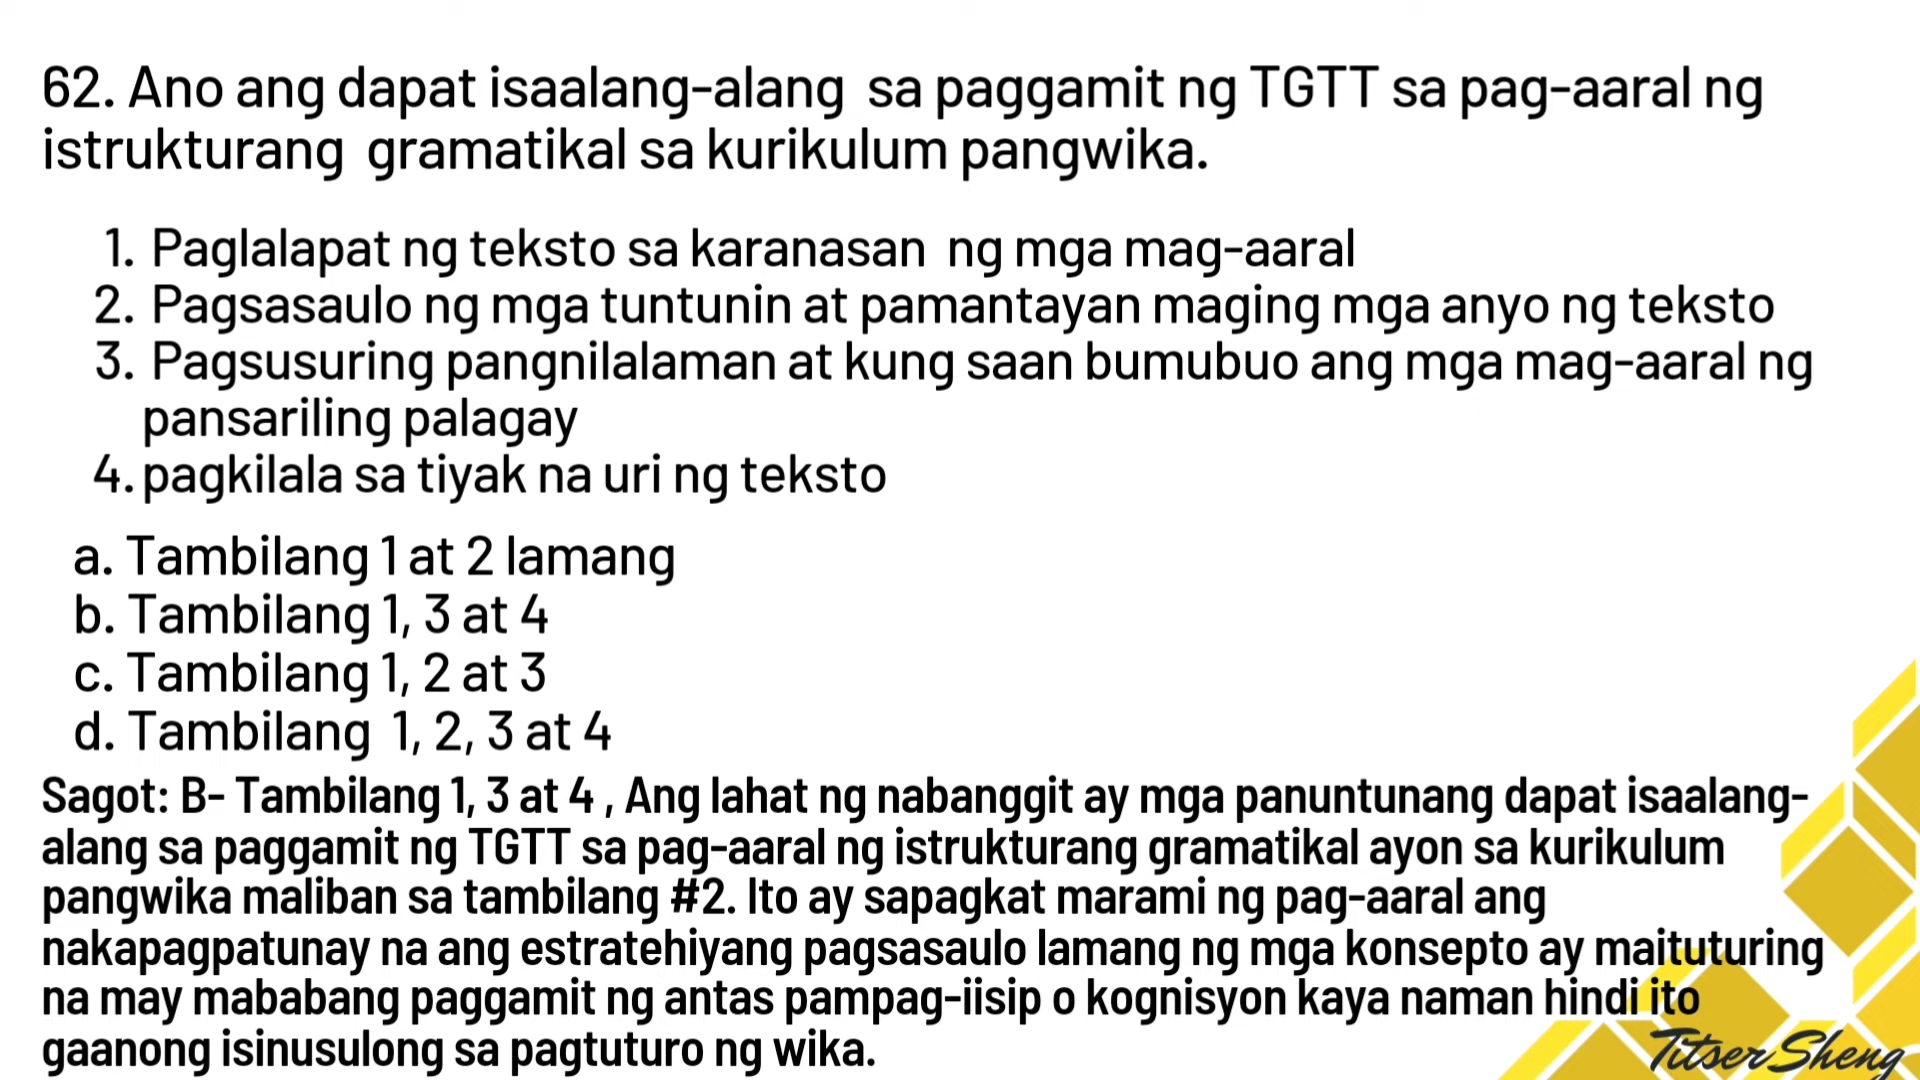 62. Ano ang dapat isaalang-alang sa paggamit ng TGTT sa pag-aaral ng
istrukturang gramatikal sa kurikulum pangwika.
1. Paglalapat ng teksto sa karanasan ng mga mag-aaral
2. Pagsasaulo ng mga tuntunin at pamantayan maging mga anyo ng teksto
3. Pagsusuring pangnilalaman at kung saan bumubuo ang mga mag-aaral ng
pansariling palagay
4. pagkilala sa tiyak na uri ng teksto
a. Tambilang 1 at 2 lamang
b. Tambilang 1, 3 at 4
c. Tambilang 1, 2 at 3
d. Tambilang 1, 2, 3 at 4
Sagot: B- Tambilang 1, 3 at 4 , Ang lahat ng nabanggit ay mga panuntunang dapat isaalang-
alang sa paggamit ng TGTT sa pag-aaral ng istrukturang gramatikal ayon sa kurikulum
pangwika maliban sa tambilang #2. Ito ay sapagkat marami ng pag-aaral ang
nakapagpatunay na ang estratehiyang pagsasaulo lamang ng mga konsepto ay maituturing
na may mababang paggamit ng antas pampag-iisip o kognisyon kaya naman hindi ito
gaanong isinusulong sa pagtuturo ng wika.
Titser Sheng